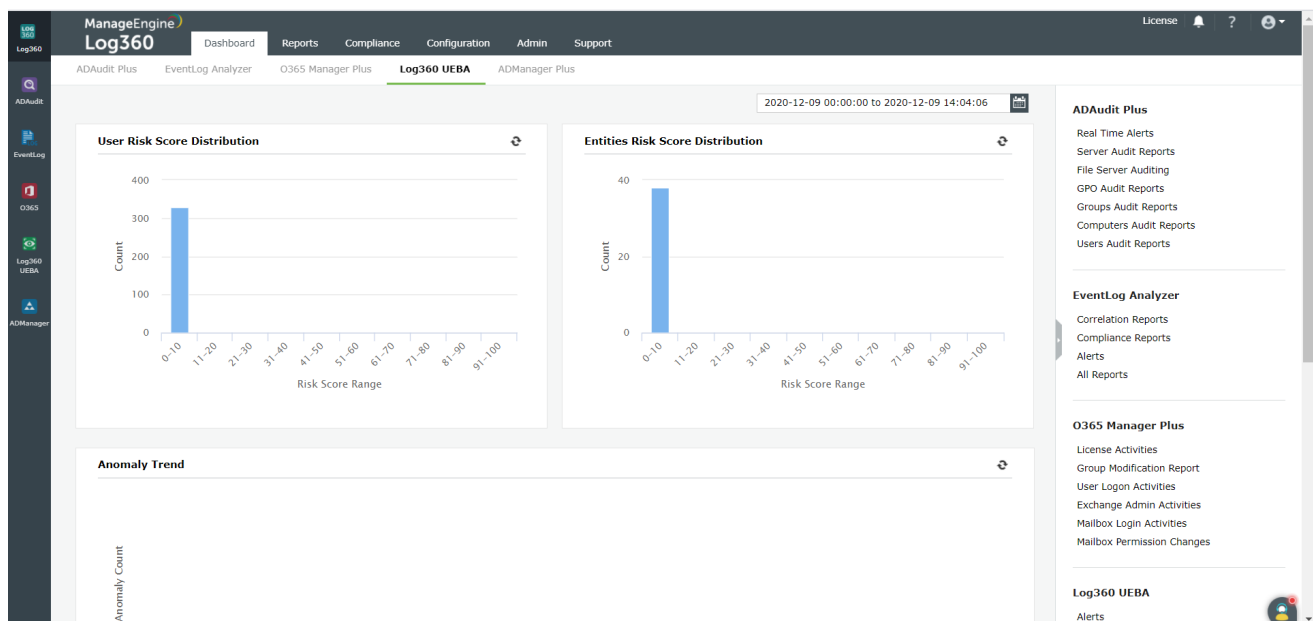 LOG
360
Log360
ADAudit
EventLog
O365
Log360
UEBA
ADManager
ManageEngine
Log360
Dashboard
Reports
Compliance
Configuration
Admin
Support
License
?
ADAudit Plus
EventLog Analyzer
O365 Manager Plus
Log360 UEBA
ADManager Plus
2020-12-09 00:00:00 to 2020-12-09 14:04:06
User Risk Score Distribution
400
300
200
100
0
Count
0-10
11-20
21-30
31-40
41-50
51-60
61-70
71-80
81-90
91-100
Risk Score Range
Entities Risk Score Distribution
40
20
0
Count
0-10
11-20
21-30
31-40
41-50
51-60
61-70
71-80
81-90
91-100
Risk Score Range
Anomaly Trend
Anomaly Count
ADAudit Plus
Real Time Alerts
Server Audit Reports
File Server Auditing
GPO Audit Reports
Groups Audit Reports
Computers Audit Reports
Users Audit Reports
EventLog Analyzer
Correlation Reports
Compliance Reports
Alerts
All Reports
O365 Manager Plus
License Activities
Group Modification Report
User Logon Activities
Exchange Admin Activities
Mailbox Login Activities
Mailbox Permission Changes
Log360 UEBA
Alerts